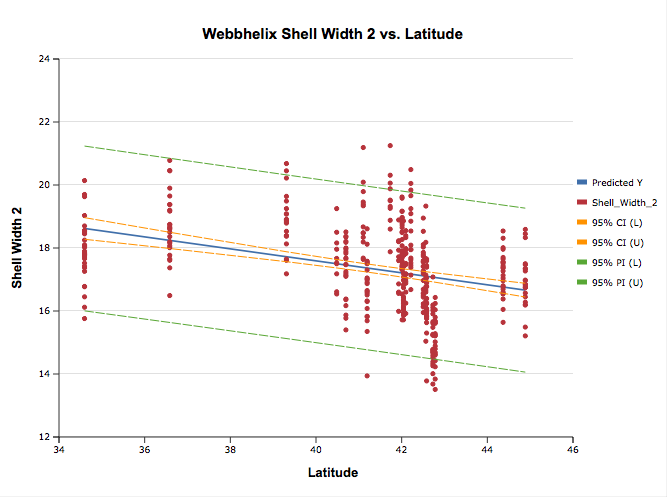 Webbhelix Shell Width 2 vs. Latitude
24
22
20
18
16
14
12
Shell Width 2
34
36
38
40
42
44
46
Latitude
Predicted Y
Shell_Width_2
95% CI (L)
95% CI (U)
95% PI (L)
95% PI (U)